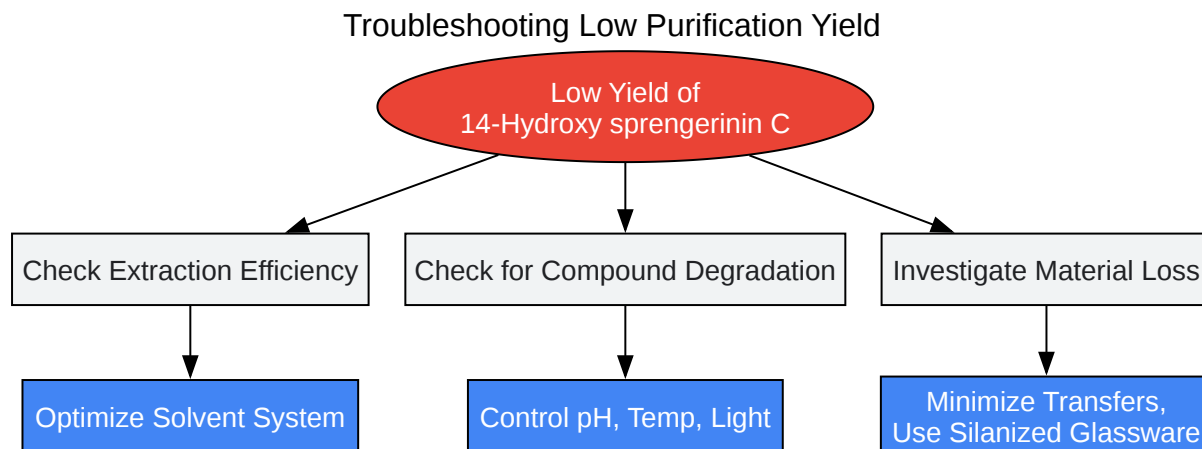 Troubleshooting Low Purification Yield
Low Yield of
14-Hydroxy sprengerinin C
Check Extraction Efficiency
Check for Compound Degradation
Investigate Material Loss
Optimize Solvent System
Control pH, Temp, Light
Minimize Transfers,
Use Silanized Glassware